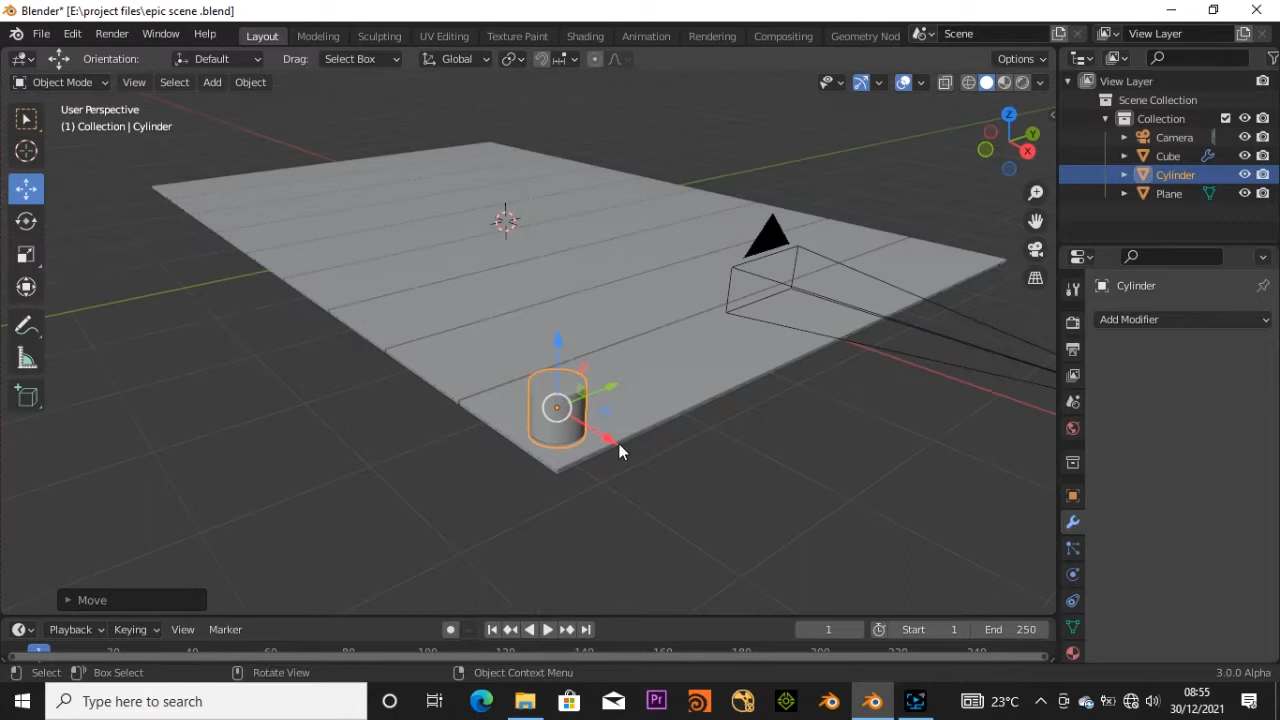 Blender* [E:\project files\epic scene .blend]
File Edit Render Window Help Layout Modeling Sculpting UV Editing Texture Paint Shading Animation Rendering Compositing Geometry Nod Scene View Layer
Orientation: Default Drag: Select Box Global Options
Object Mode View Select Add Object
User Perspective
(1) Collection | Cylinder
Z
Y
X
View Layer
Scene Collection
Collection
Camera
Cube
Cylinder
Plane
Cylinder
Add Modifier
Move
Playback Keying View Marker 1 Start 1 End 250
Select Box Select Rotate View Object Context Menu 3.0.0 Alpha
Type here to search Pr 23°C 08:55
30/12/2021